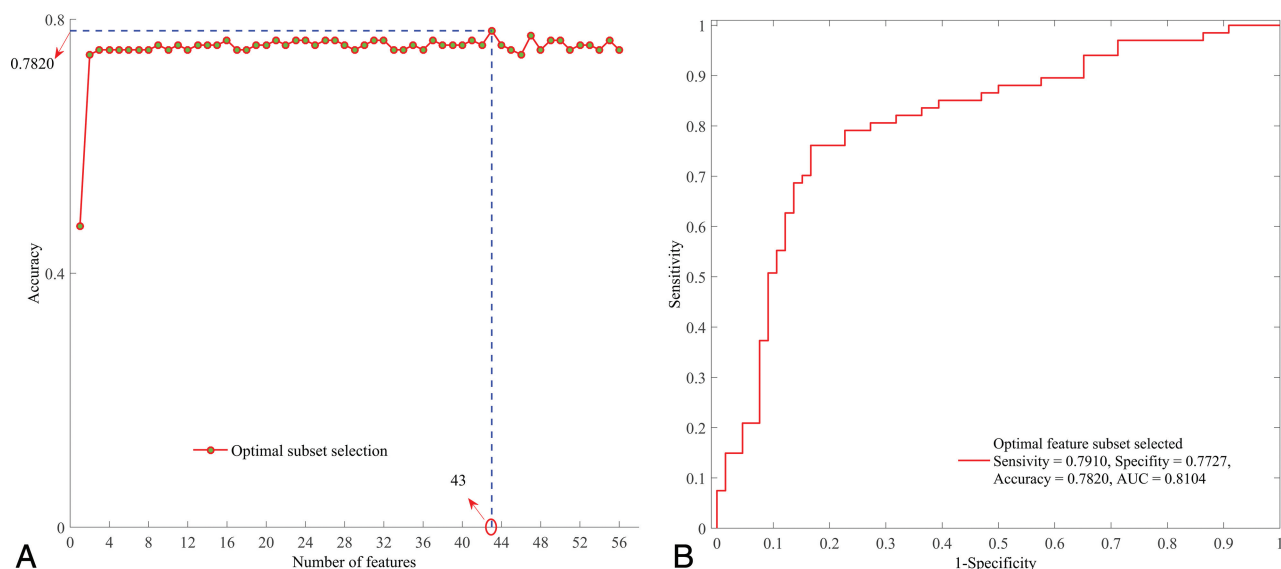 0.8
0.7820
Accuracy
0.4
Optimal subset selection
43
0
0 4 8 12 16 20 24 28 32 36 40 44 48 52 56
Number of features
A
1
0.9
0.8
0.7
0.6
Sensitivity
0.5
0.4
0.3
0.2
0.1
0
Optimal feature subset selected
Sensivity = 0.7910, Specifity = 0.7727,
Accuracy = 0.7820, AUC = 0.8104
0 0.1 0.2 0.3 0.4 0.5 0.6 0.7 0.8 0.9 1
1-Specificity
B